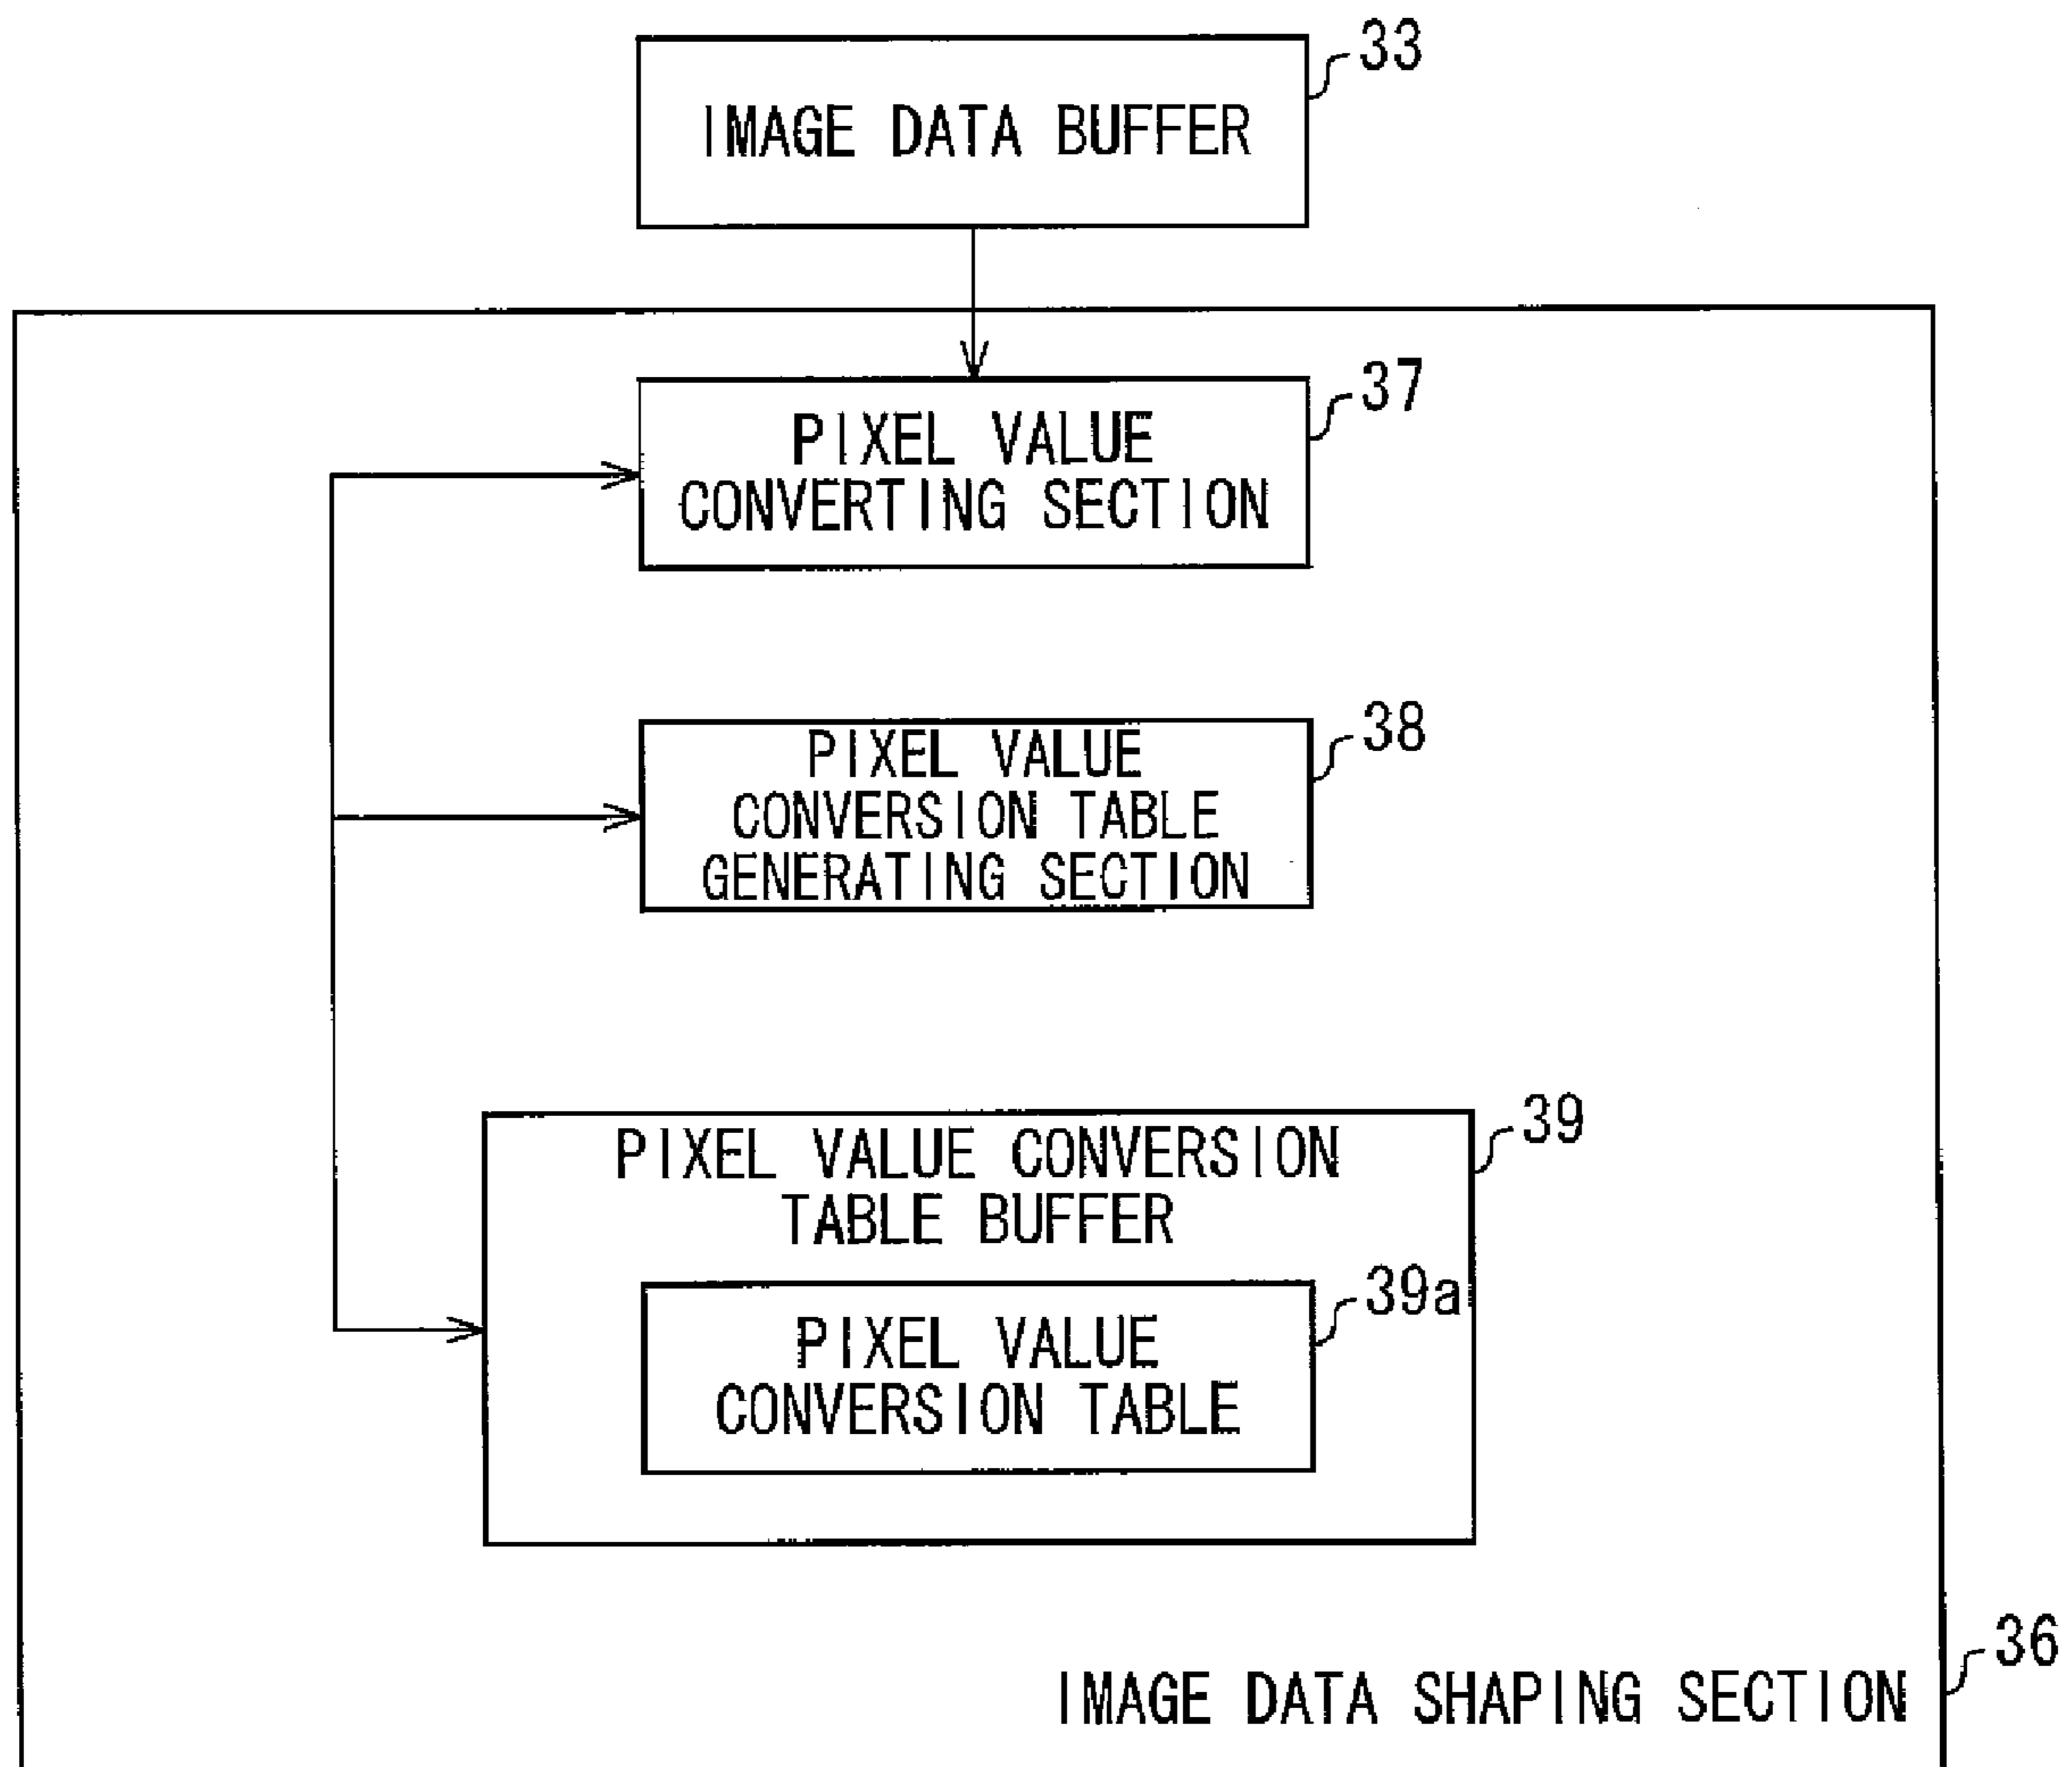 33
IMAGE DATA BUFFER
37
PIXEL VALUE
CONVERTING SECTION
38
PIXEL VALUE
CONVERSION TABLE
GENERATING SECTION
39
PIXEL VALUE CONVERSION
TABLE BUFFER
39a
PIXEL VALUE
CONVERSION TABLE
36
IMAGE DATA SHAPING SECTION